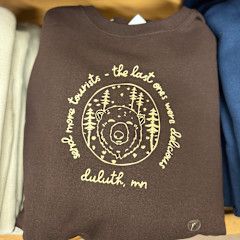 send more tourists - the last ones were delicious
duluth, mn